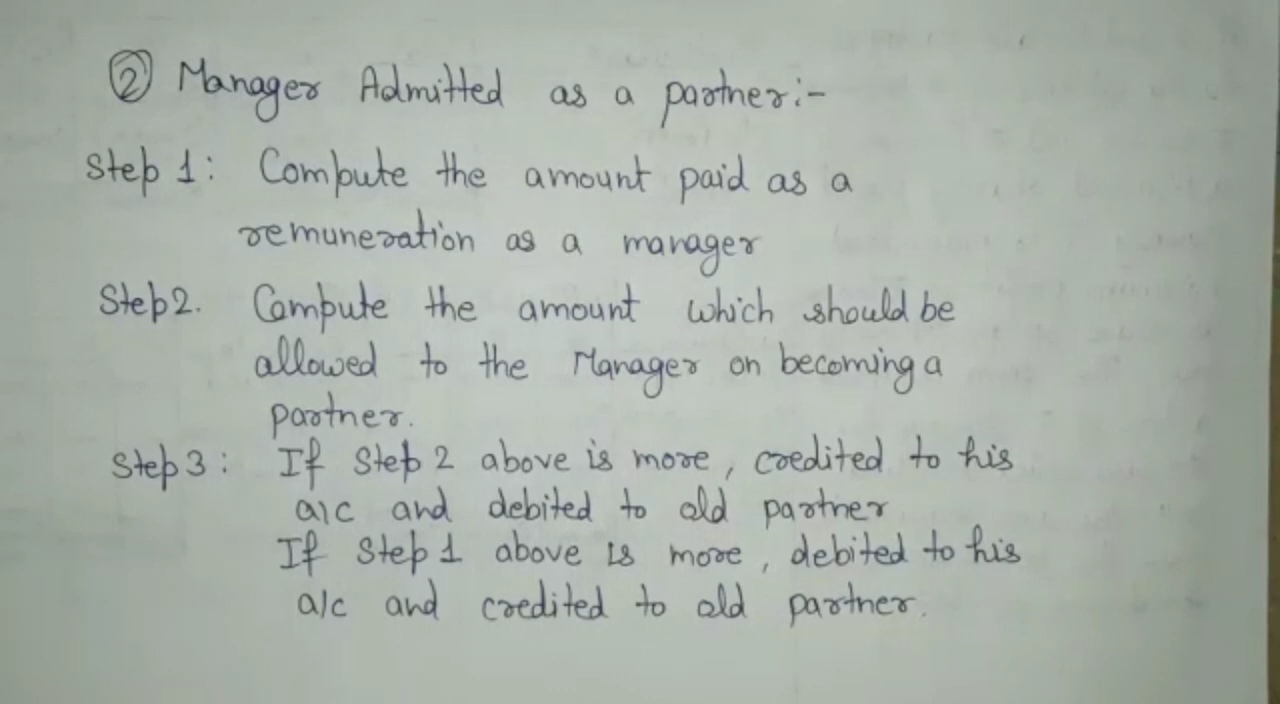 ② Manager Admitted as a partner:-
Step 1: Compute the amount paid as a
remuneration as a manager
Step 2. Compute the amount which should be
allowed to the Manager on becoming a
partner.
Step 3: If Step 2 above is more, credited to his
a/c and debited to old partner
If Step 1 above is more, debited to his
a/c and credited to old partner.